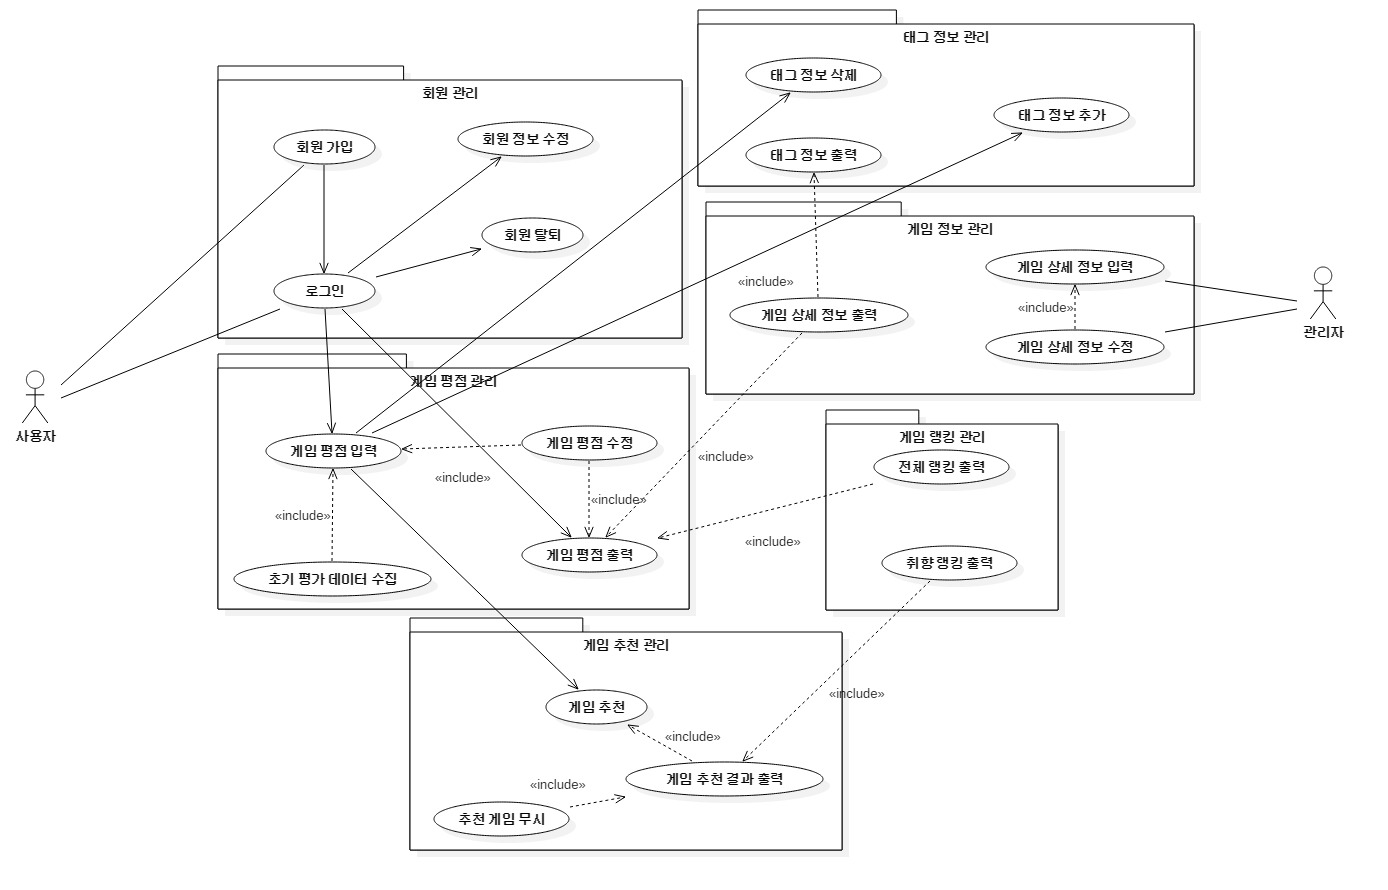 태그 정보 관리
태그 정보 삭제
태그 정보 추가
태그 정보 출력
회원 관리
회원 가입
회원 정보 수정
회원 탈퇴
로그인
게임 정보 관리
게임 상세 정보 입력
«include»
«include»
게임 상세 정보 출력
게임 상세 정보 수정
관리자
사용자
게임 평점 관리
게임 평점 입력
게임 평점 수정
«include»
«include»
«include»
«include»
초기 평가 데이터 수집
게임 평점 출력
게임 랭킹 관리
전체 랭킹 출력
«include»
취향 랭킹 출력
게임 추천 관리
«include»
게임 추천
«include»
게임 추천 결과 출력
«include»
추천 게임 무시